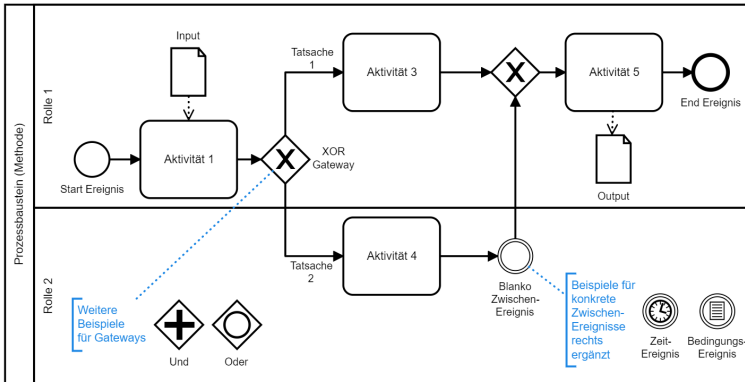 Prozessbaustein (Methode)
Rolle 1
Input
Start Ereignis
Aktivität 1
XOR
Gateway
Tatsache
1
Aktivität 3
Aktivität 5
End Ereignis
Output
Rolle 2
Tatsache
2
Aktivität 4
Blanko
Zwischen-
Ereignis
Weitere
Beispiele
für Gateways
Und
Oder
Beispiele für
konkrete
Zwischen-
Ereignisse
rechts
ergänzt
Zeit-
Ereignis
Bedingungs-
Ereignis